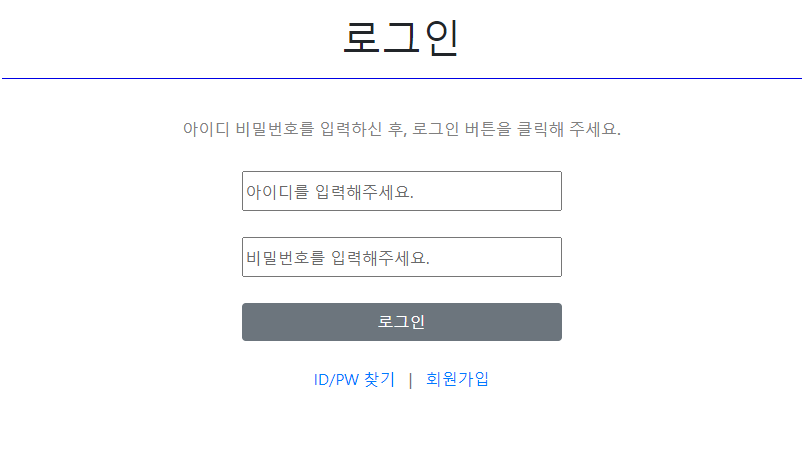 로그인
아이디 비밀번호를 입력하신 후, 로그인 버튼을 클릭해 주세요.
아이디를 입력해주세요.
비밀번호를 입력해주세요.
로그인
ID/PW 찾기 | 회원가입